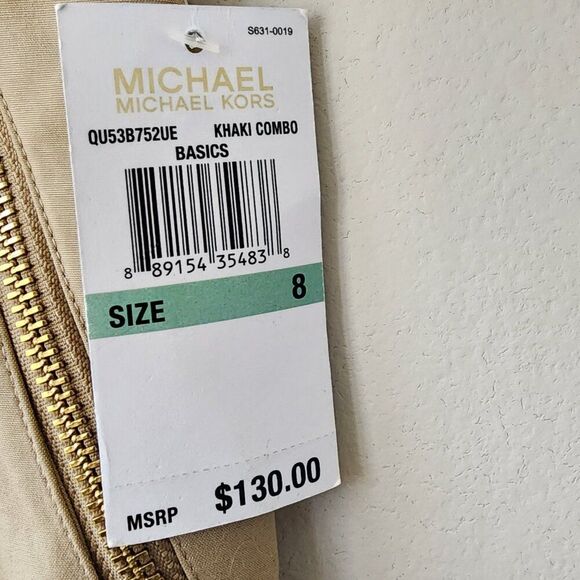 S631-0019
MICHAEL
MICHAEL KORS
QU53B752UE KHAKI COMBO
BASICS
8 89154 35483 8
SIZE 8
MSRP $130.00